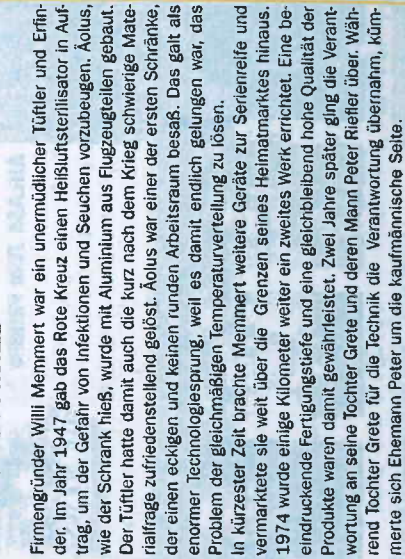 Firmengründer Willi Memmert war ein unermüdlicher Tüftler und Erfin-
der. Im Jahr 1947 gab das Rote Kreuz einen Heißluftsterilisator in Auf-
trag, um der Gefahr von Infektionen und Seuchen vorzubeugen. Äolus,
wie der Schrank hieß, wurde mit Aluminium aus Flugzeugteilen gebaut.
Der Tüftler hatte damit auch die kurz nach dem Krieg schwierige Mate-
rialfrage zufriedenstellend gelöst. Äolus war einer der ersten Schränke,
der einen eckigen und keinen runden Arbeitsraum besaß. Das galt als
enormer Technologiesprung, weil es damit endlich gelungen war, das
Problem der gleichmäßigen Temperaturverteilung zu lösen.
In kürzester Zeit brachte Memmert weitere Geräte zur Serienreife und
vermarktete sie weit über die Grenzen seines Heimatmarktes hinaus.
1974 wurde einige Kilometer weiter ein zweites Werk errichtet. Eine be-
eindruckende Fertigungstiefe und eine gleichbleibend hohe Qualität der
Produkte waren damit gewährleistet. Zwei Jahre später ging die Verant-
wortung an seine Tochter Grete und deren Mann Peter Riefler über. Wäh-
rend Tochter Grete für die Technik die Verantwortung übernahm, küm-
merte sich Ehemann Peter um die kaufmännische Seite.